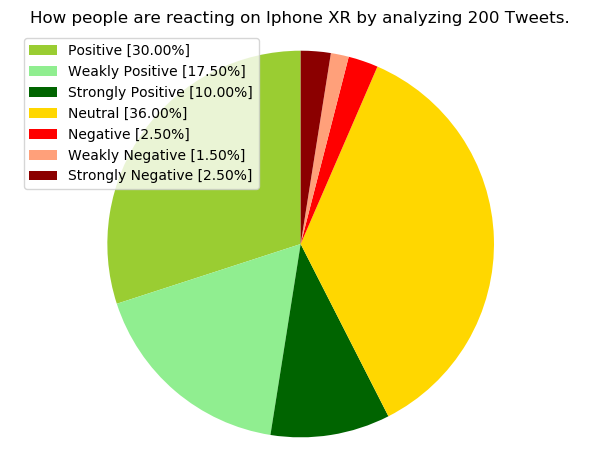 How people are reacting on Iphone XR by analyzing 200 Tweets.
Positive [30.00%]
Weakly Positive [17.50%]
Strongly Positive [10.00%]
Neutral [36.00%]
Negative [2.50%]
Weakly Negative [1.50%]
Strongly Negative [2.50%]